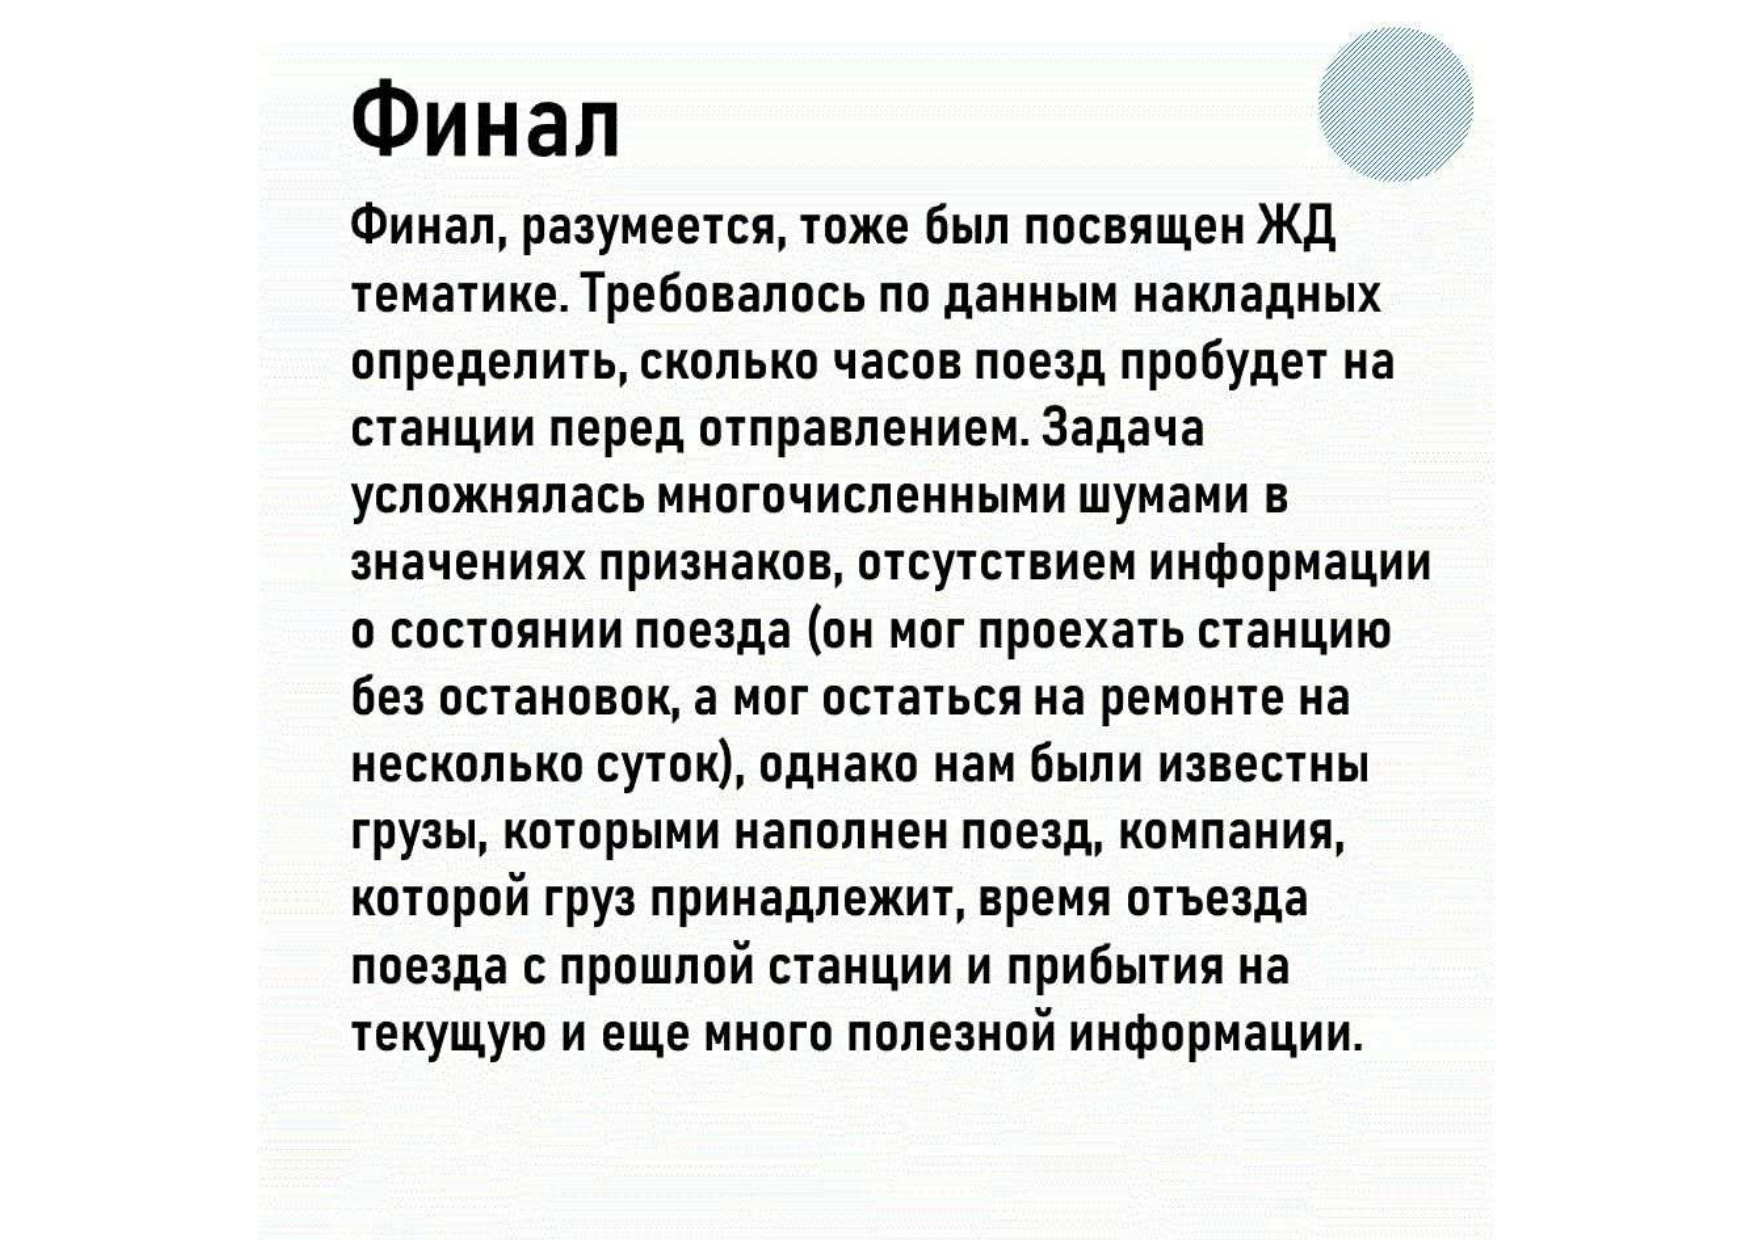 Финал
Финал, разумеется, тоже был посвящен ЖД
тематике. Требовалось по данным накладных
определить, сколько часов поезд пробудет на
станции перед отправлением. Задача
усложнялась многочисленными шумами в
значениях признаков, отсутствием информации
о состоянии поезда (он мог проехать станцию
без остановок, а мог остаться на ремонте на
несколько суток), однако нам были известны
грузы, которыми наполнен поезд, компания,
которой груз принадлежит, время отъезда
поезда с прошлой станции и прибытия на
текущую и еще много полезной информации.